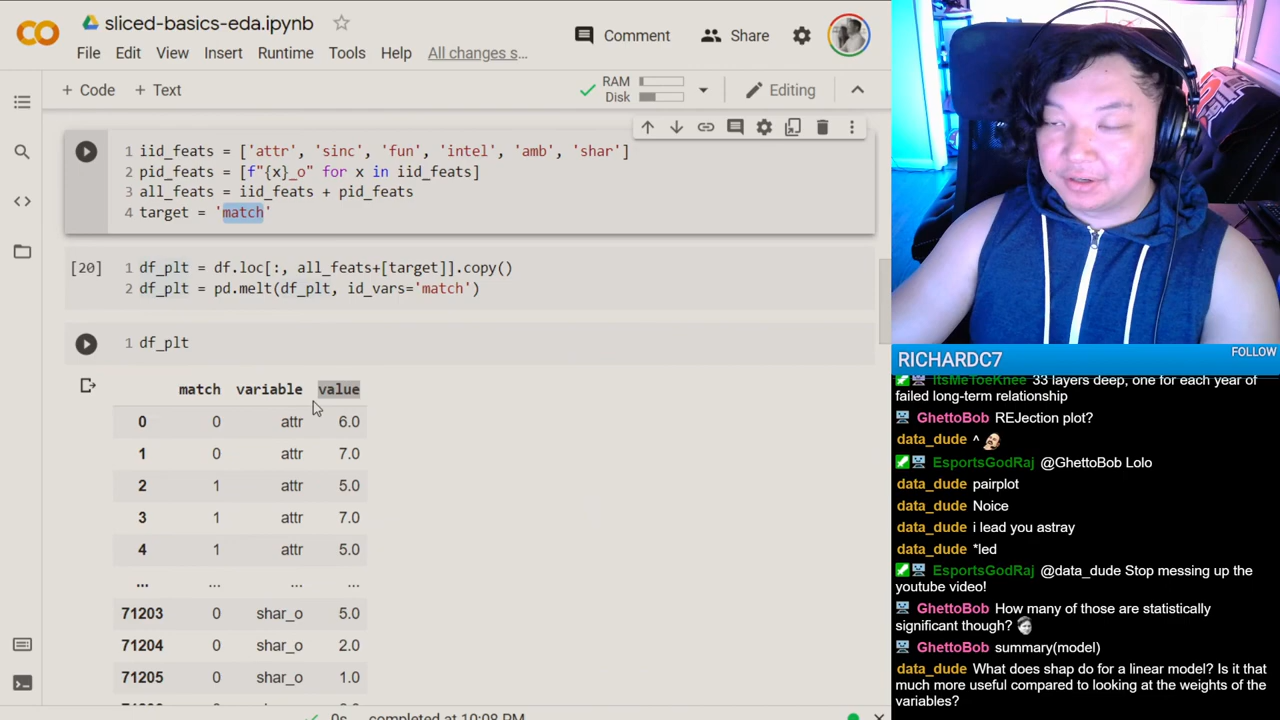 sliced-basics-eda.ipynb
Comment
Share
File Edit View Insert Runtime Tools Help All changes s…
+ Code + Text
RAM
Disk
Editing
1 iid_feats = ['attr', 'sinc', 'fun', 'intel', 'amb', 'shar']
2 pid_feats = [f"{x}_o" for x in iid_feats]
3 all_feats = iid_feats + pid_feats
4 target = 'match'
[20]
1 df_plt = df.loc[:, all_feats+[target]].copy()
2 df_plt = pd.melt(df_plt, id_vars='match')
1 df_plt
match variable value
0 0 attr 6.0
1 0 attr 7.0
2 1 attr 5.0
3 1 attr 7.0
4 1 attr 5.0
... ... ... ...
71203 0 shar_o 5.0
71204 0 shar_o 2.0
71205 0 shar_o 1.0
0s completed at 10:08 PM
RICHARDC7
FOLLOW
ItsMeToeKnee 33 layers deep, one for each year of
failed long-term relationship
GhettoBob REJection plot?
data_dude ^
EsportsGodRaj @GhettoBob Lolo
data_dude pairplot
data_dude Noice
data_dude i lead you astray
data_dude *led
EsportsGodRaj @data_dude Stop messing up the
youtube video!
GhettoBob How many of those are statistically
significant though?
GhettoBob summary(model)
data_dude What does shap do for a linear model? Is it that
much more useful compared to looking at the weights of the
variables?